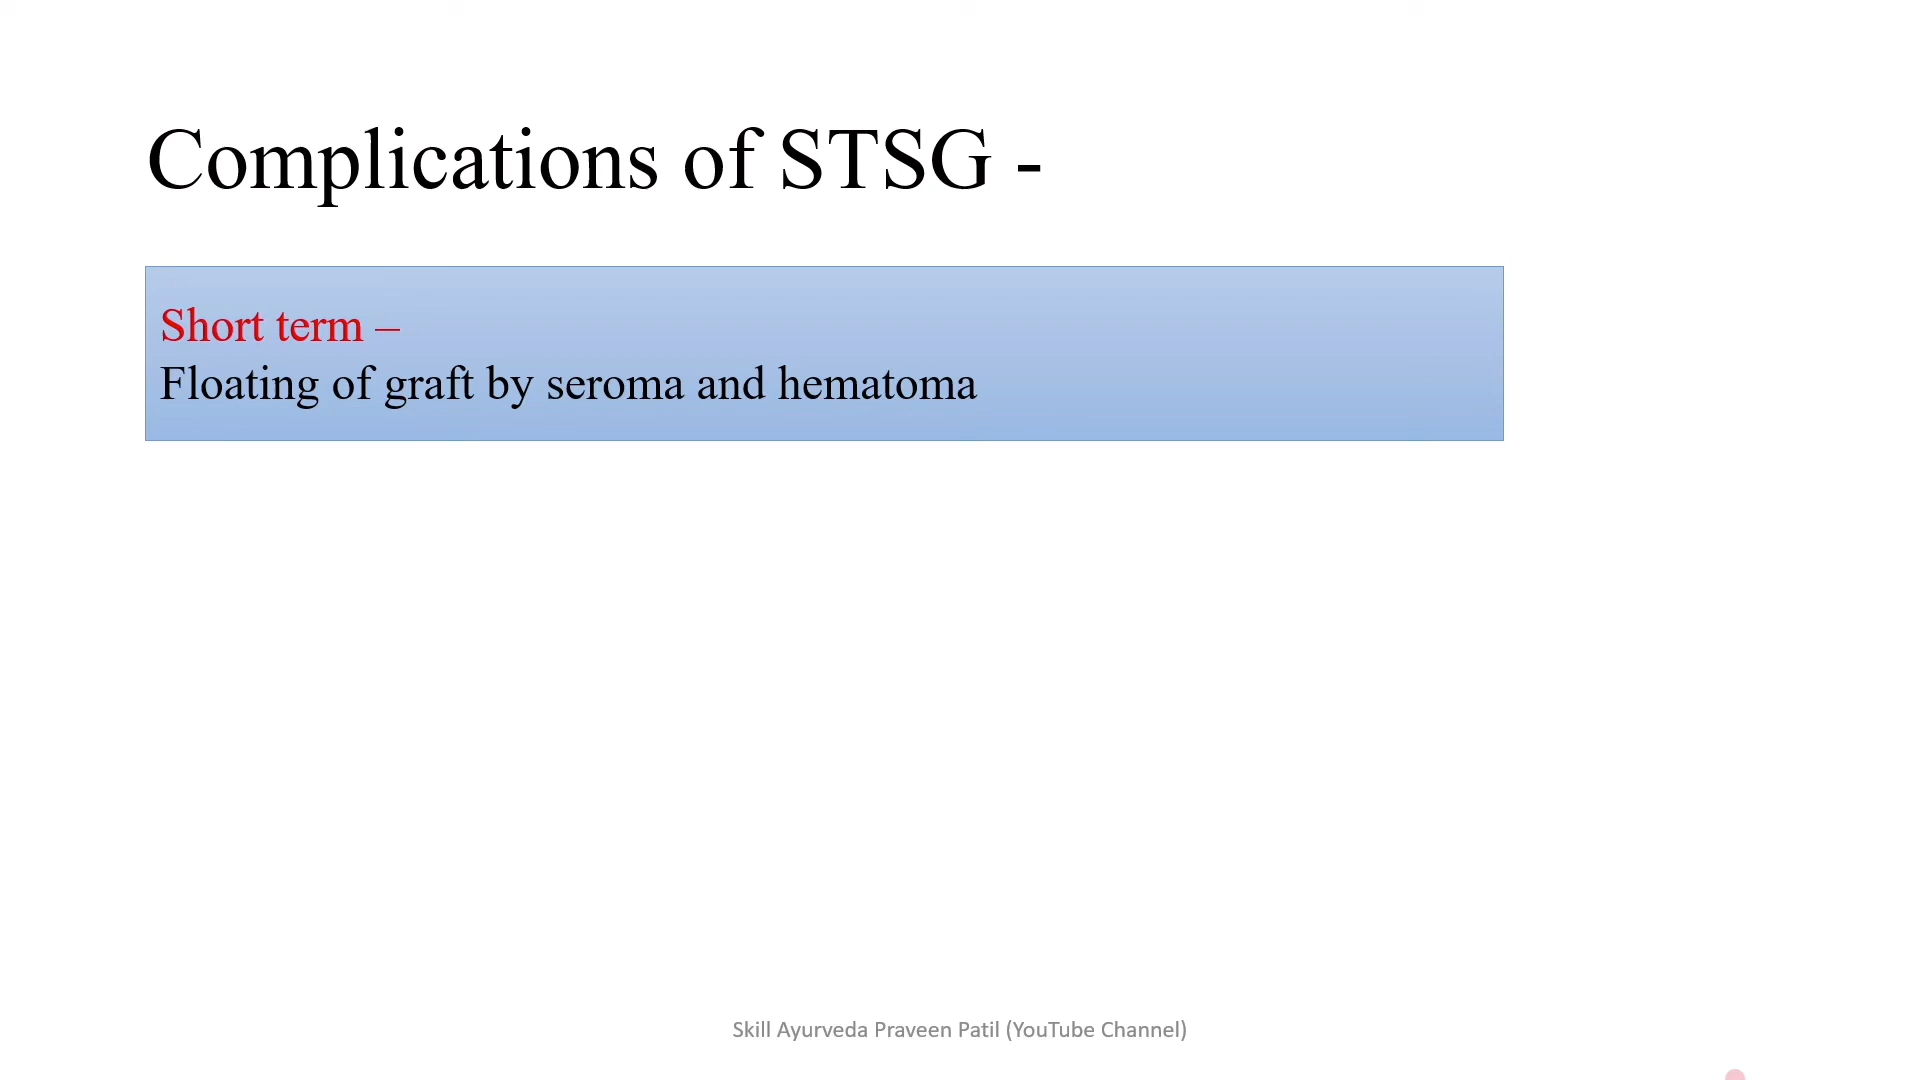 Complications of STSG -
Short term –
Floating of graft by seroma and hematoma
Skill Ayurveda Praveen Patil (YouTube Channel)